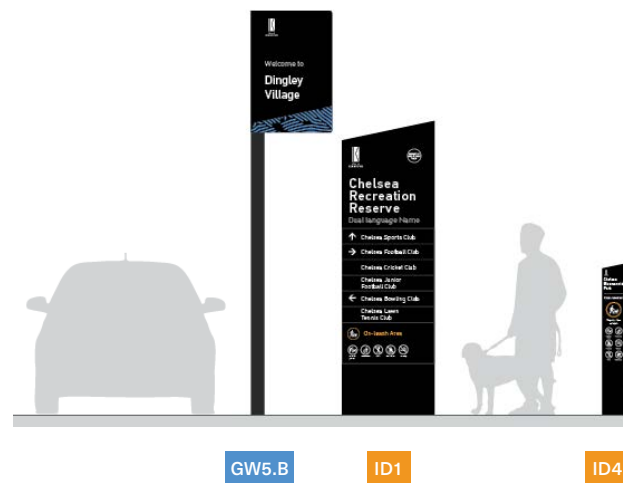 Welcome to
Dingley
Village
Chelsea
Recreation
Reserve
Dual language Name
Chelsea Sports Club
Chelsea Football Club
Chelsea Cricket Club
Chelsea Junior
Football Club
Chelsea Bowling Club
Chelsea Lawn
Tennis Club
On-leash Area
GW5.B
ID1
ID4